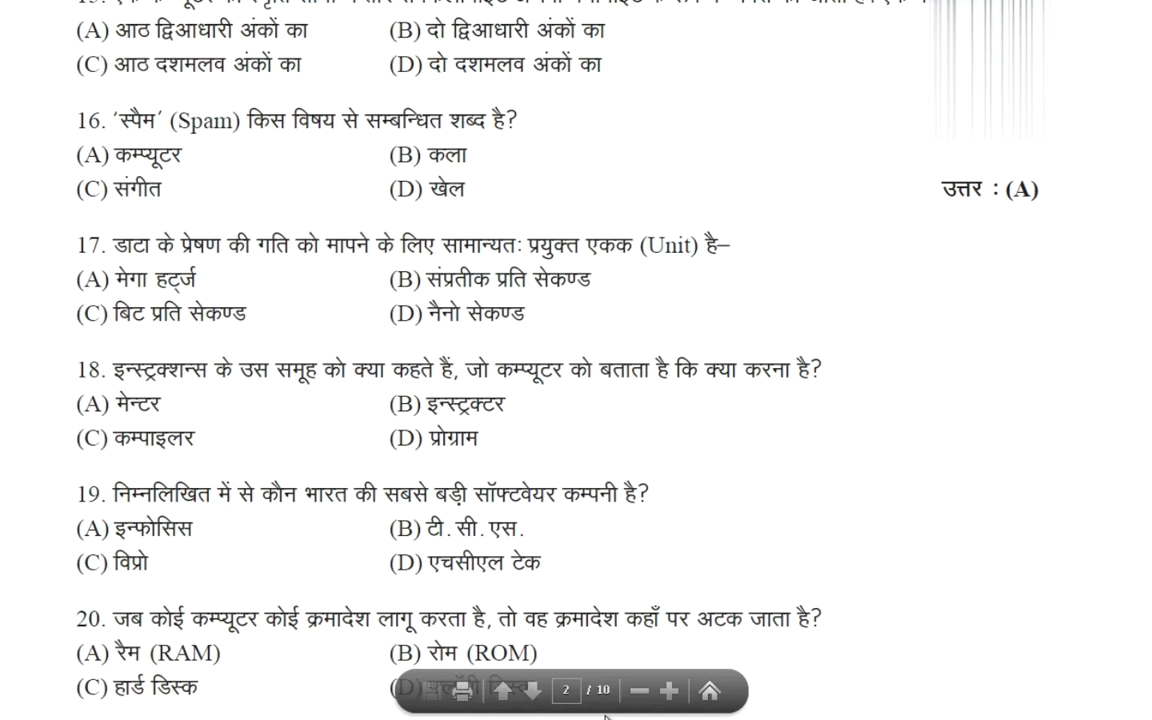 (A) आठ द्विआधारी अंकों का (B) दो द्विआधारी अंकों का
(C) आठ दशमलव अंकों का (D) दो दशमलव अंकों का
16. ‘स्पैम’ (Spam) किस विषय से सम्बन्धित शब्द है?
(A) कम्प्यूटर (B) कला
(C) संगीत (D) खेल उत्तर : (A)
17. डाटा के प्रेषण की गति को मापने के लिए सामान्यतः प्रयुक्त एकक (Unit) है–
(A) मेगा हर्ट्ज (B) संप्रतीक प्रति सेकण्ड
(C) बिट प्रति सेकण्ड (D) नैनो सेकण्ड
18. इन्स्ट्रक्शन्स के उस समूह को क्या कहते हैं, जो कम्प्यूटर को बताता है कि क्या करना है?
(A) मेन्टर (B) इन्स्ट्रक्टर
(C) कम्पाइलर (D) प्रोग्राम
19. निम्नलिखित में से कौन भारत की सबसे बड़ी सॉफ्टवेयर कम्पनी है?
(A) इन्फोसिस (B) टी.सी.एस.
(C) विप्रो (D) एचसीएल टेक
20. जब कोई कम्प्यूटर कोई क्रमादेश लागू करता है, तो वह क्रमादेश कहाँ पर अटक जाता है?
(A) रैम (RAM) (B) रोम (ROM)
(C) हार्ड डिस्क (D)
2 / 10